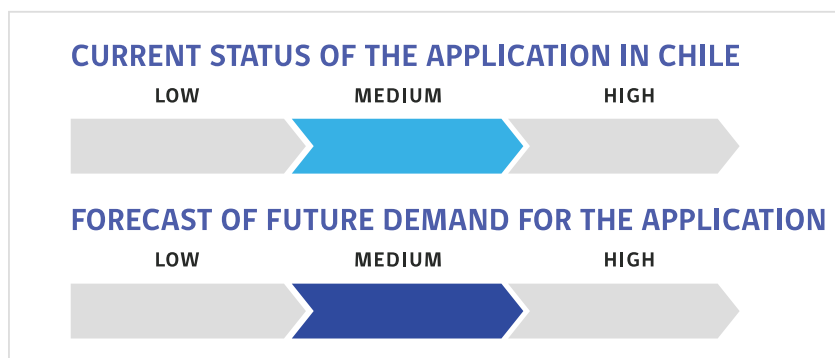 CURRENT STATUS OF THE APPLICATION IN CHILE
LOW MEDIUM HIGH
FORECAST OF FUTURE DEMAND FOR THE APPLICATION
LOW MEDIUM HIGH